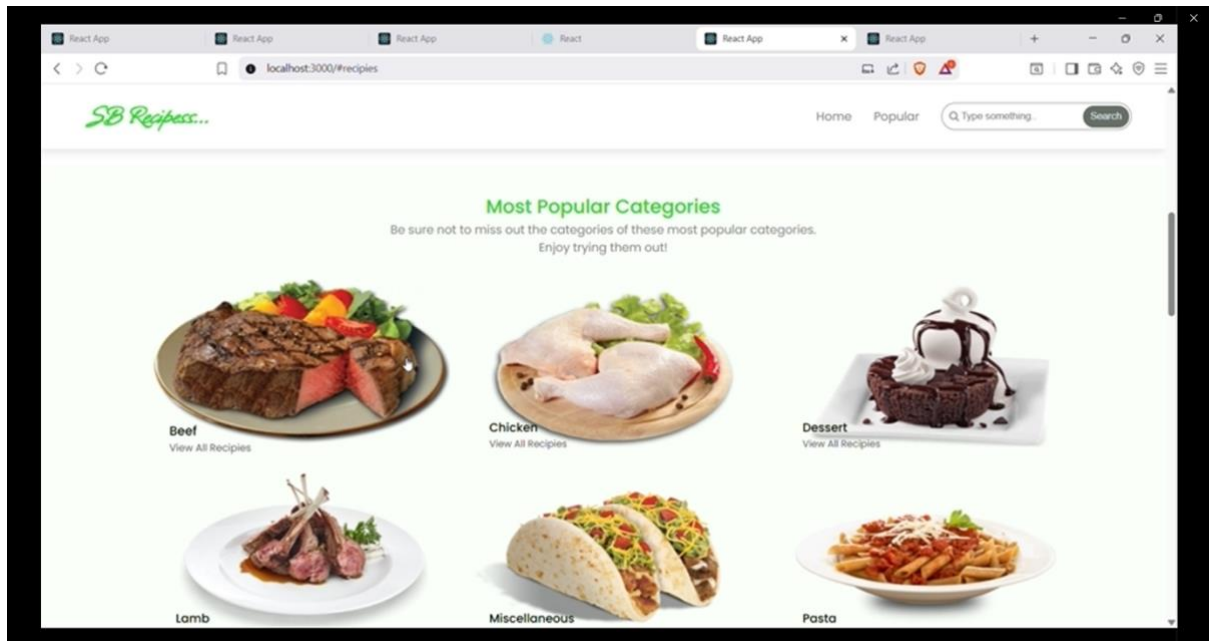 React App
React App
React App
React
React App
React App
localhost:3000/#recipies
SB Recipess...
Home
Popular
Type something..
Search
Most Popular Categories
Be sure not to miss out the categories of these most popular categories.
Enjoy trying them out!
Beef
View All Recipies
Chicken
View All Recipies
Dessert
View All Recipies
Lamb
Miscellaneous
Pasta